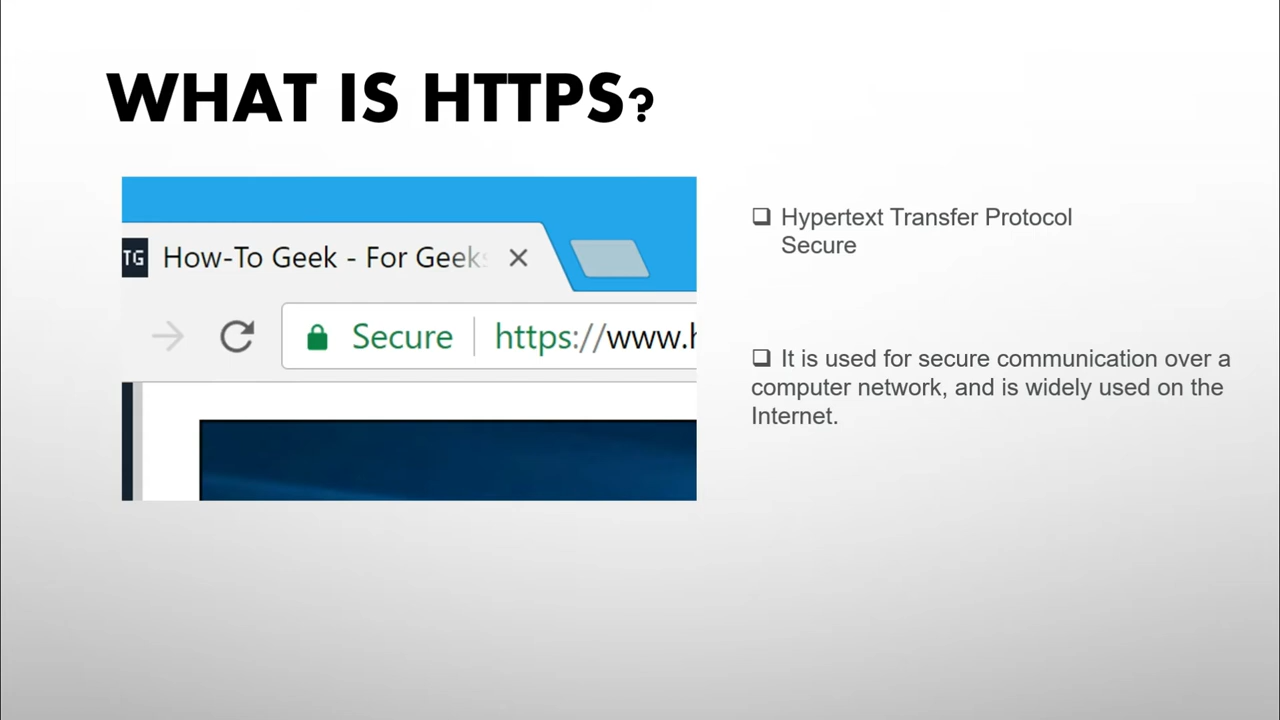 WHAT IS HTTPS?
TG How-To Geek - For Geeks
Secure https://www.h
❑ Hypertext Transfer Protocol
Secure
❑ It is used for secure communication over a
computer network, and is widely used on the
Internet.